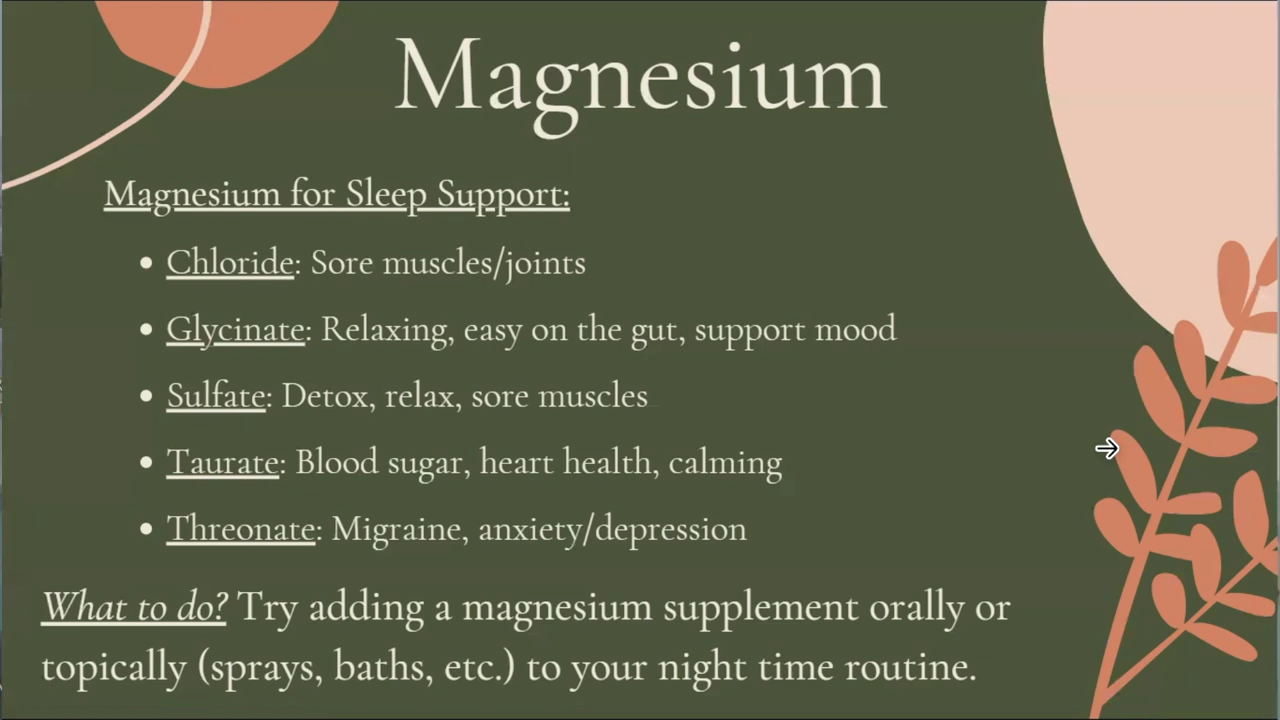 Magnesium
Magnesium for Sleep Support:
• Chloride: Sore muscles/joints
• Glycinate: Relaxing, easy on the gut, support mood
• Sulfate: Detox, relax, sore muscles
• Taurate: Blood sugar, heart health, calming
• Threonate: Migraine, anxiety/depression
What to do? Try adding a magnesium supplement orally or
topically (sprays, baths, etc.) to your night time routine.